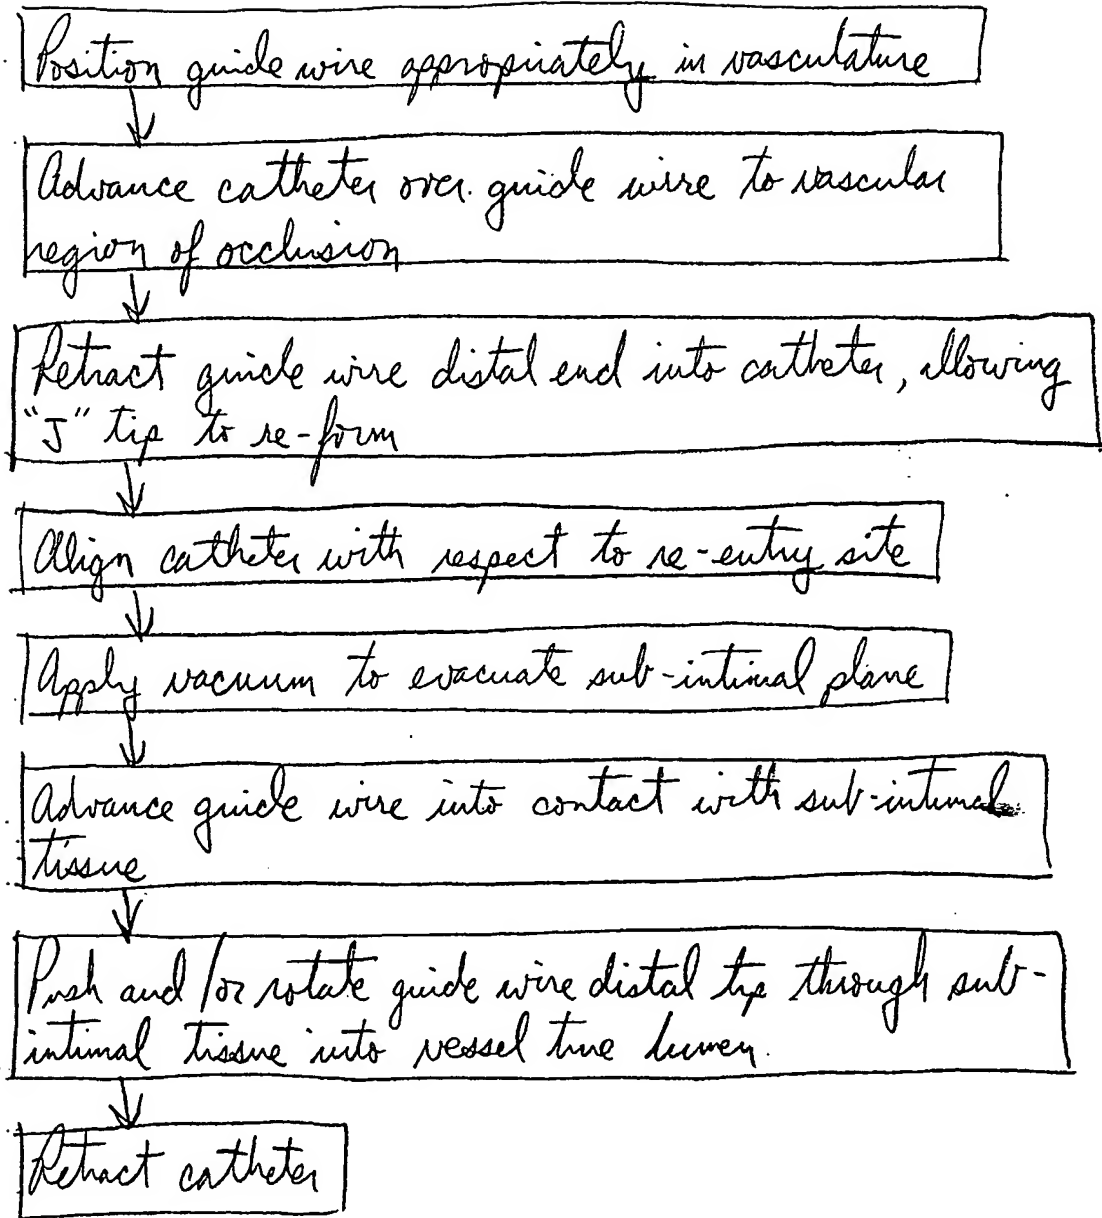 Position guide wire appropriately in vasculature
Advance catheter over guide wire to vascular
region of occlusion
Retract guide wire distal end into catheter, allowing
"J" tip to re-form
Align catheter with respect to re-entry site
Apply vacuum to evacuate sub-intimal plane
Advance guide wire into contact with sub-intimal
tissue
Push and/or rotate guide wire distal tip through sub-
intimal tissue into vessel true lumen.
Retract catheter